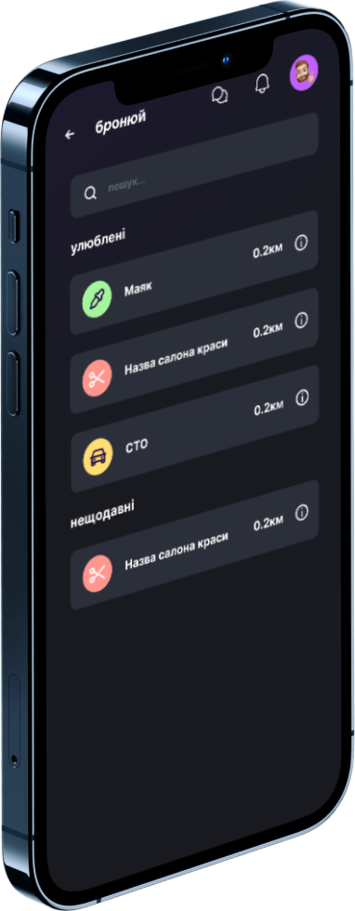 бронюй
пошук...
улюблені
Маяк 0.2км
Назва салона краси 0.2км
СТО 0.2км
нещодавні
Назва салона краси 0.2км